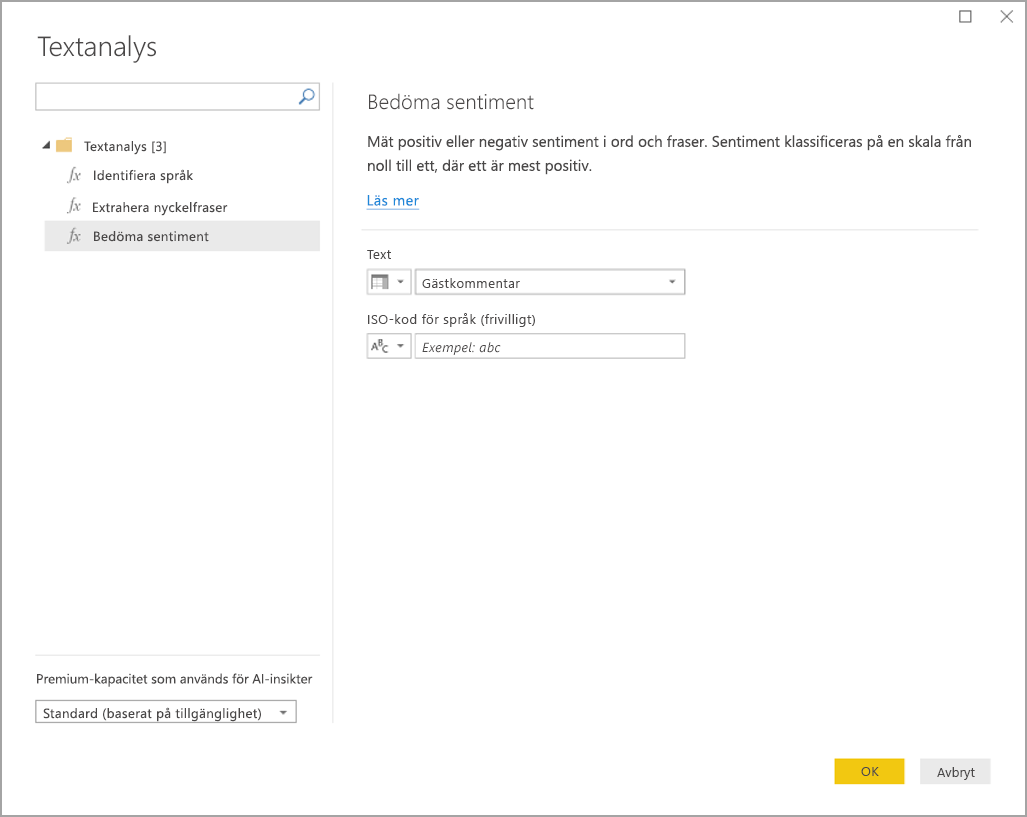 Textanalys
Textanalys [3]
fx Identifiera språk
fx Extrahera nyckelfraser
fx Bedöma sentiment
Premium-kapacitet som används för AI-insikter
Standard (baserat på tillgänglighet)
Bedöma sentiment
Mät positiv eller negativ sentiment i ord och fraser. Sentiment klassificeras på en skala från
noll till ett, där ett är mest positiv.
Läs mer
Text
Gästkommentar
ISO-kod för språk (frivilligt)
ABC Exempel: abc
OK Avbryt